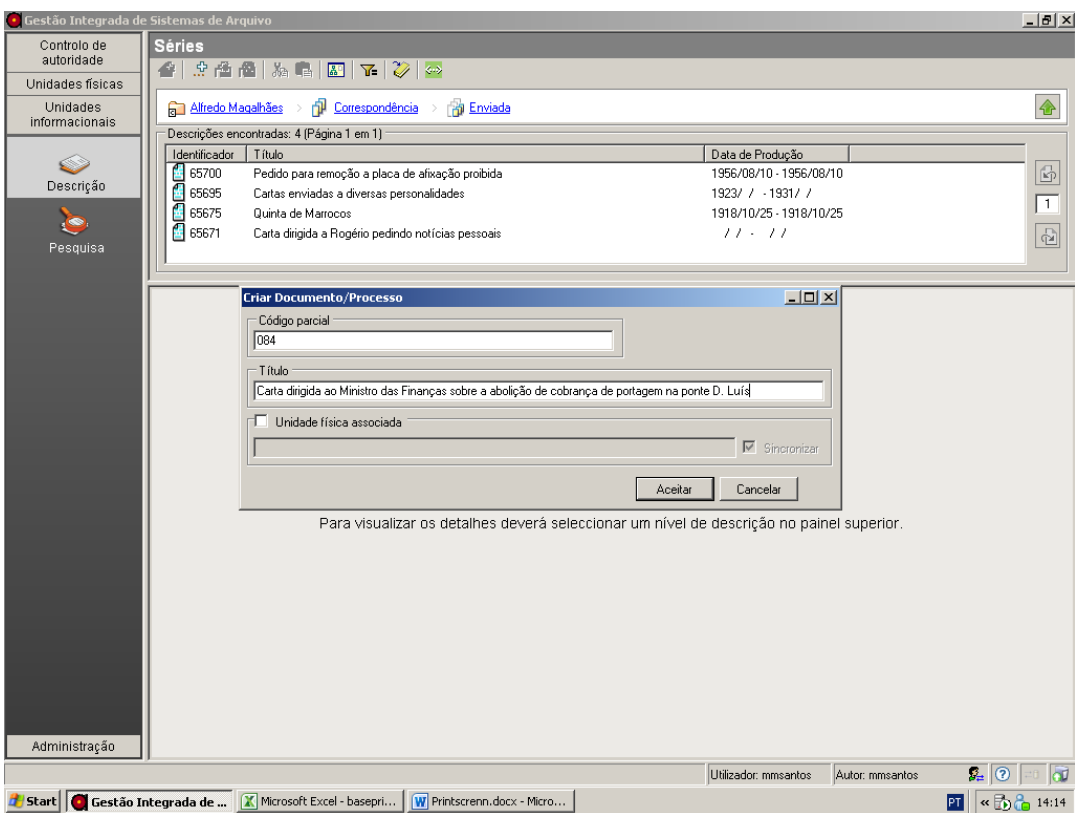 Gestão Integrada de Sistemas de Arquivo
Controlo de
autoridade
Unidades físicas
Unidades
informacionais
Descrição
Pesquisa
Administração
Séries
Alfredo Magalhães > Correspondência > Enviada
Descrições encontradas: 4 (Página 1 em 1)
Identificador Título Data de Produção
65700 Pedido para remoção a placa de afixação proibida 1956/08/10 - 1956/08/10
65695 Cartas enviadas a diversas personalidades 1923/ / - 1931/ /
65675 Quinta de Marrocos 1918/10/25 - 1918/10/25
65671 Carta dirigida a Rogério pedindo notícias pessoais / / - / /
1
Criar Documento/Processo
Código parcial
084
Título
Carta dirigida ao Ministro das Finanças sobre a abolição de cobrança de portagem na ponte D. Luís
Unidade física associada
Sincronizar
Aceitar Cancelar
Para visualizar os detalhes deverá seleccionar um nível de descrição no painel superior.
Utilizador: mmsantos Autor: mmsantos
Start Gestão Integrada de ... Microsoft Excel - basepri... Printscrenn.docx - Micro... PT « 14:14